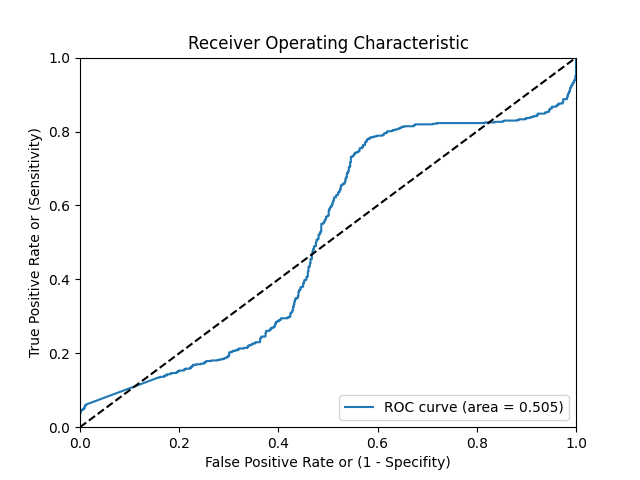 Receiver Operating Characteristic
1.0
0.8
0.6
0.4
0.2
0.0
True Positive Rate or (Sensitivity)
ROC curve (area = 0.505)
0.0 0.2 0.4 0.6 0.8 1.0
False Positive Rate or (1 - Specifity)